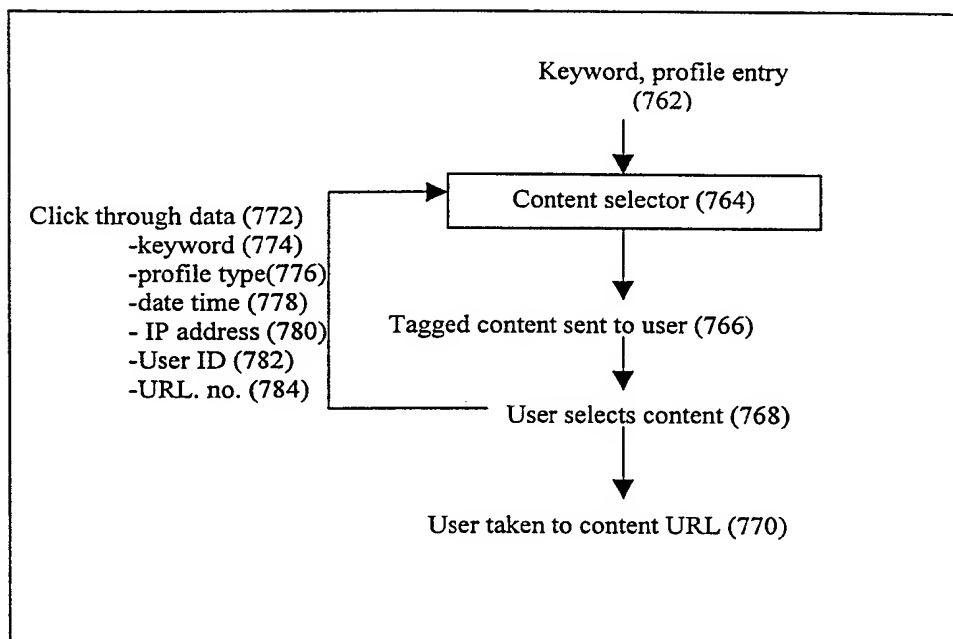 Keyword, profile entry
(762)
Content selector (764)
Click through data (772)
-keyword (774)
-profile type(776)
-date time (778)
- IP address (780)
-User ID (782)
-URL. no. (784)
Tagged content sent to user (766)
User selects content (768)
User taken to content URL (770)